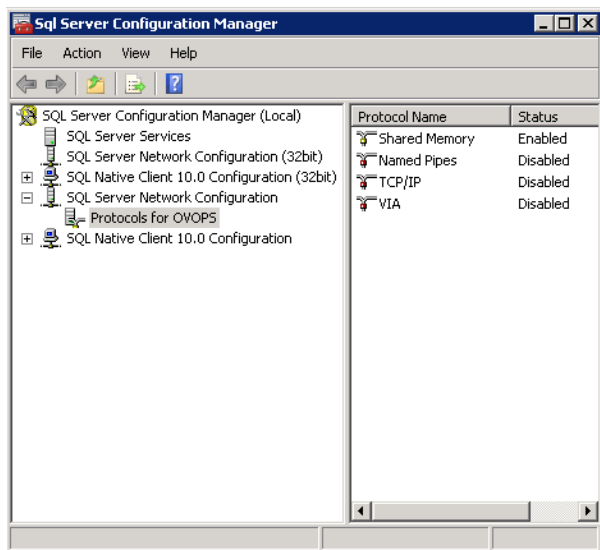 Sql Server Configuration Manager
File Action View Help
SQL Server Configuration Manager (Local)
SQL Server Services
SQL Server Network Configuration (32bit)
SQL Native Client 10.0 Configuration (32bit)
SQL Server Network Configuration
Protocols for OVOPS
SQL Native Client 10.0 Configuration
Protocol Name Status
Shared Memory Enabled
Named Pipes Disabled
TCP/IP Disabled
VIA Disabled